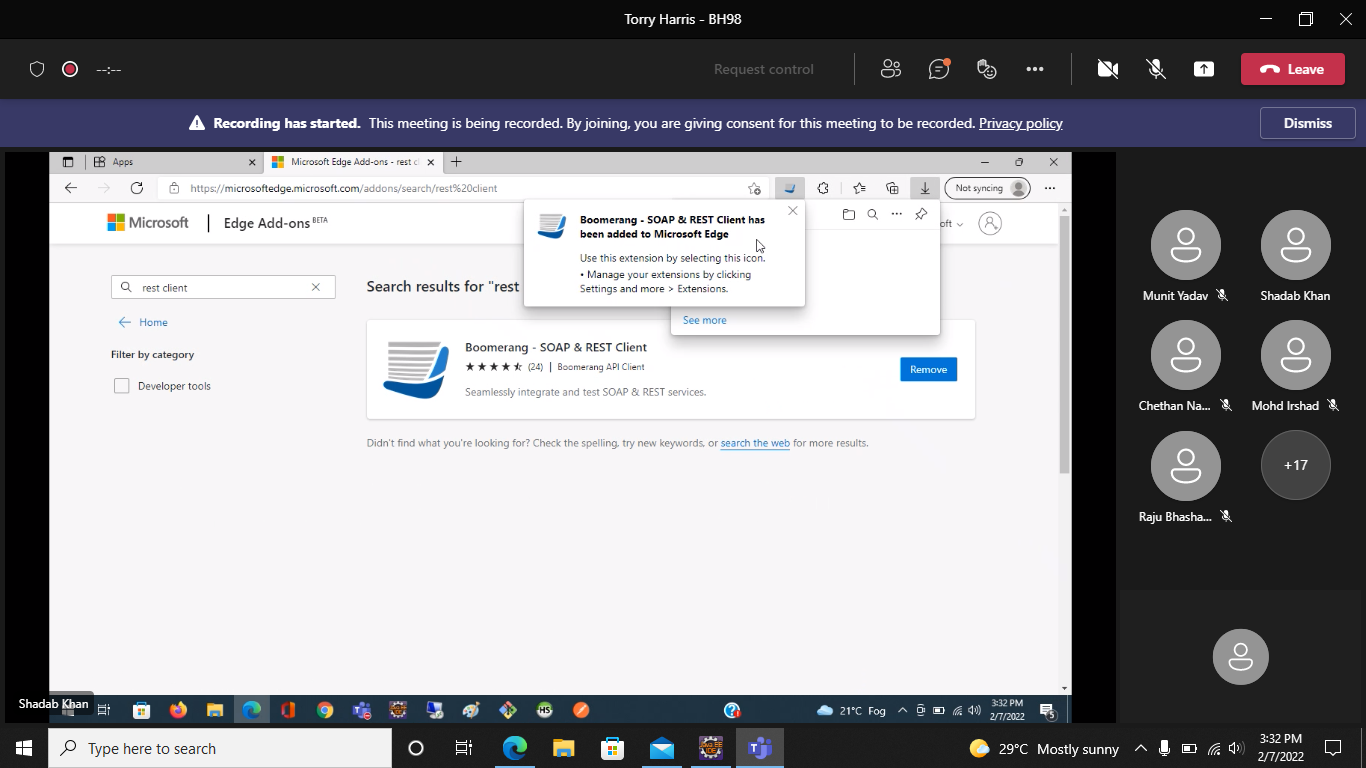 Torry Harris - BH98
--:--
Request control
Leave
Recording has started. This meeting is being recorded. By joining, you are giving consent for this meeting to be recorded. Privacy policy
Dismiss
Apps
Microsoft Edge Add-ons - rest cl
https://microsoftedge.microsoft.com/addons/search/rest%20client
Not syncing
Microsoft
Edge Add-ons BETA
oft
Boomerang - SOAP & REST Client has
been added to Microsoft Edge
Use this extension by selecting this icon.
• Manage your extensions by clicking
Settings and more > Extensions.
See more
rest client
Home
Filter by category
Developer tools
Search results for "rest
Boomerang - SOAP & REST Client
(24) | Boomerang API Client
Seamlessly integrate and test SOAP & REST services.
Remove
Didn't find what you're looking for? Check the spelling, try new keywords, or search the web for more results.
Munit Yadav
Shadab Khan
Chethan Na...
Mohd Irshad
Raju Bhasha...
+17
Shadab Khan
HS
21°C Fog
3:32 PM
2/7/2022
5
Type here to search
JAVA EE
IDE
29°C Mostly sunny
3:32 PM
2/7/2022